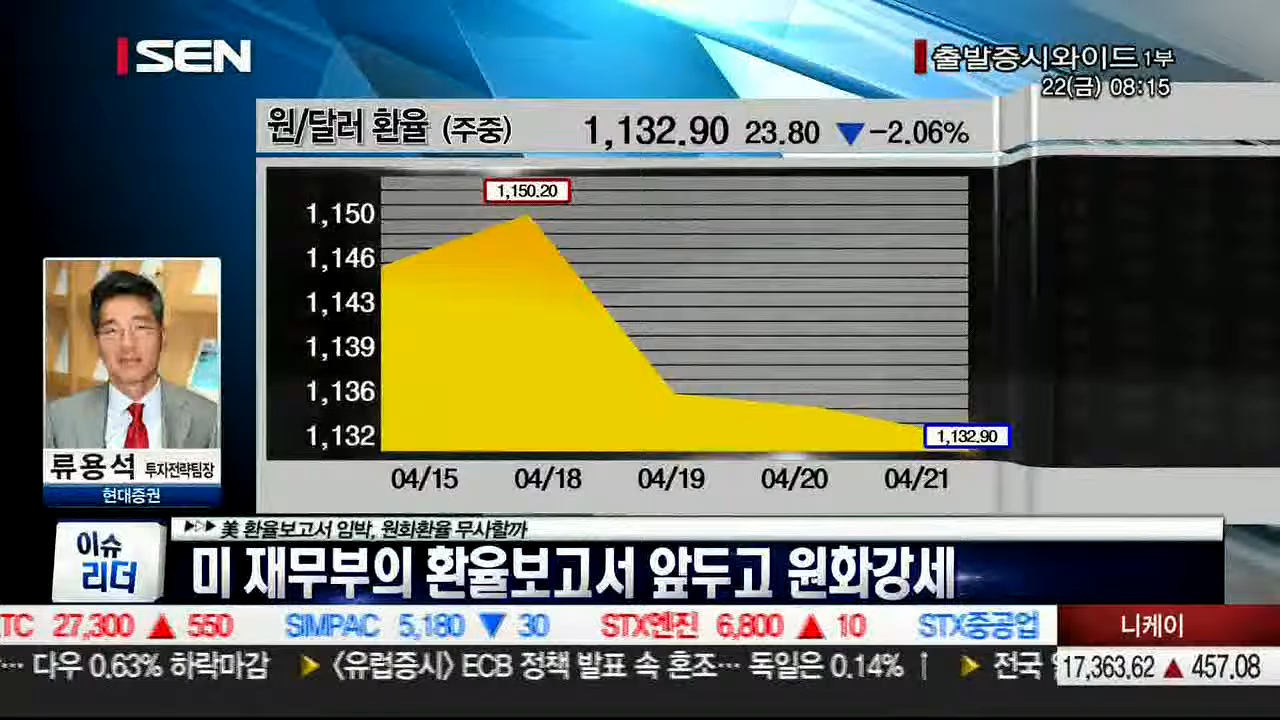 SEN
출발증시와이드 1부
22(금) 08:15
원/달러 환율 (주중) 1,132.90 23.80 ▼-2.06%
1,150.20
1,150
1,146
1,143
1,139
1,136
1,132
1,132.90
04/15 04/18 04/19 04/20 04/21
류용석 투자전략팀장
현대증권
▶▷▶ 美 환율보고서 임박, 원화환율 무사할까
이슈
리더
미 재무부의 환율보고서 앞두고 원화강세
TC 27,300 ▲ 550 SIMPAC 5,180 ▼ 30 STX엔진 6,800 ▲ 10 STX중공업
니케이
… 다우 0.63% 하락마감 ▶ 〈유럽증시〉 ECB 정책 발표 속 혼조… 독일은 0.14% ↑ ▶ 전국
17,363.62 ▲ 457.08